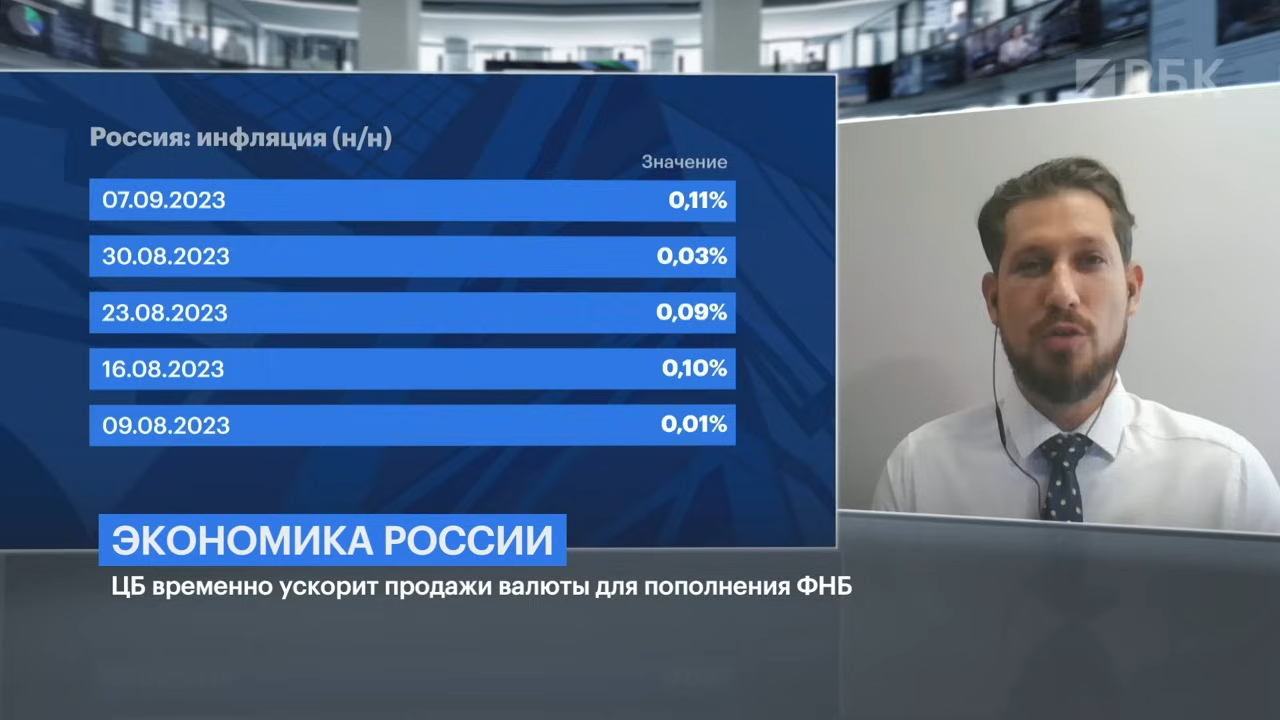 РБК
Россия: инфляция (н/н)
Значение
07.09.2023 0,11%
30.08.2023 0,03%
23.08.2023 0,09%
16.08.2023 0,10%
09.08.2023 0,01%
ЭКОНОМИКА РОССИИ
ЦБ временно ускорит продажи валюты для пополнения ФНБ